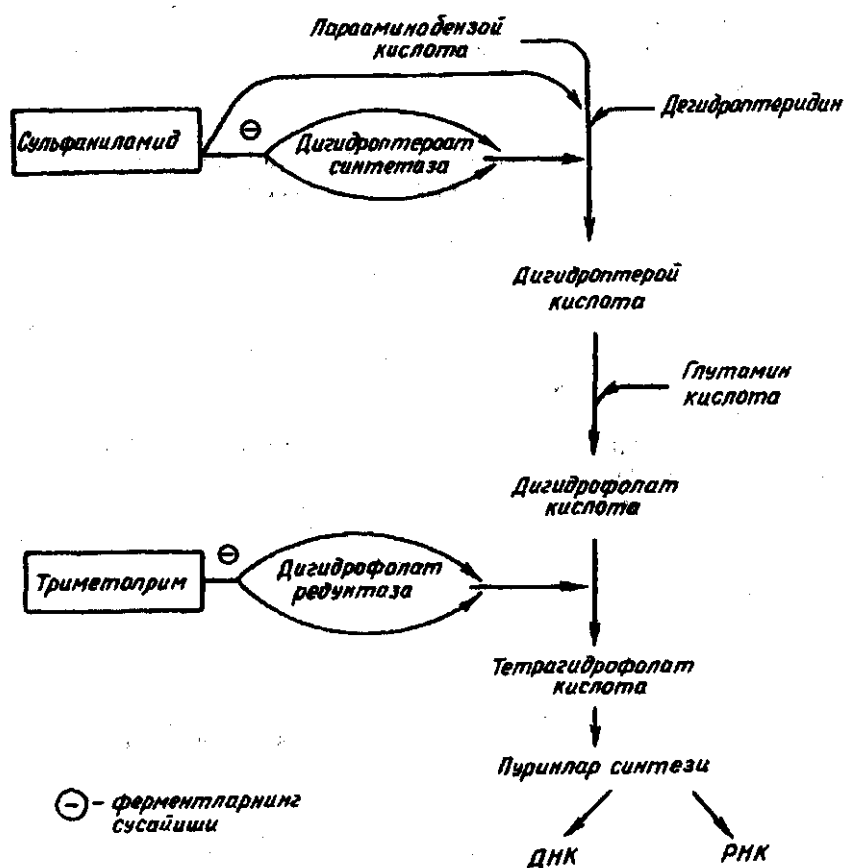 Парааминобензой
кислота
Дегидроптеридин
Сульфаниламид
⊖
Дигидроптероат
синтетаза
Дигидроптерой
кислота
Глутамин
кислота
Дигидрофолат
кислота
⊖
Триметоприм
Дигидрофолат
редуктаза
Тетрагидрофолат
кислота
Пуринлар синтези
⊖ - ферментларнинг
сусайиши
ДНК
РНК